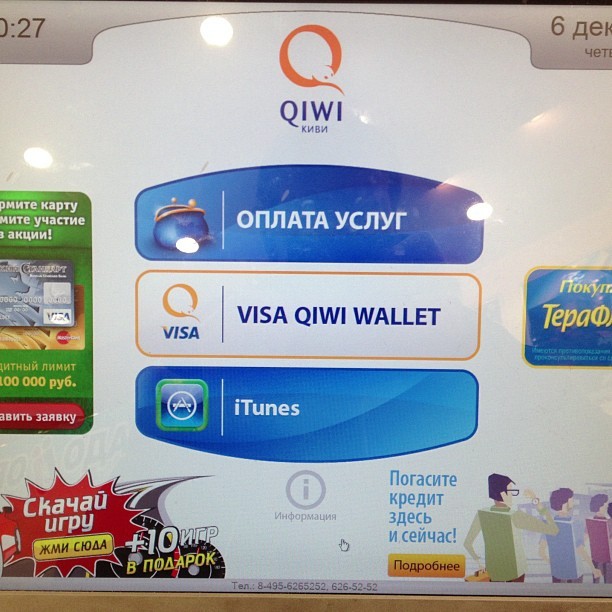 0:27
6 дек
четв
QIWI
КИВИ
рмите карту
мите участие
в акции!
СТАНДАРТ
VISA
дитный лимит
100 000 руб.
авить заявку
ОПЛАТА УСЛУГ
VISA
VISA QIWI WALLET
iTunes
Покупа
ТераФ
Скачай
игру
ЖМИ СЮДА
+10 ИГР
В ПОДАРОК
Информация
Погасите
кредит
здесь
и сейчас!
Подробнее
Тел.: 8-495-6265252, 626-52-52